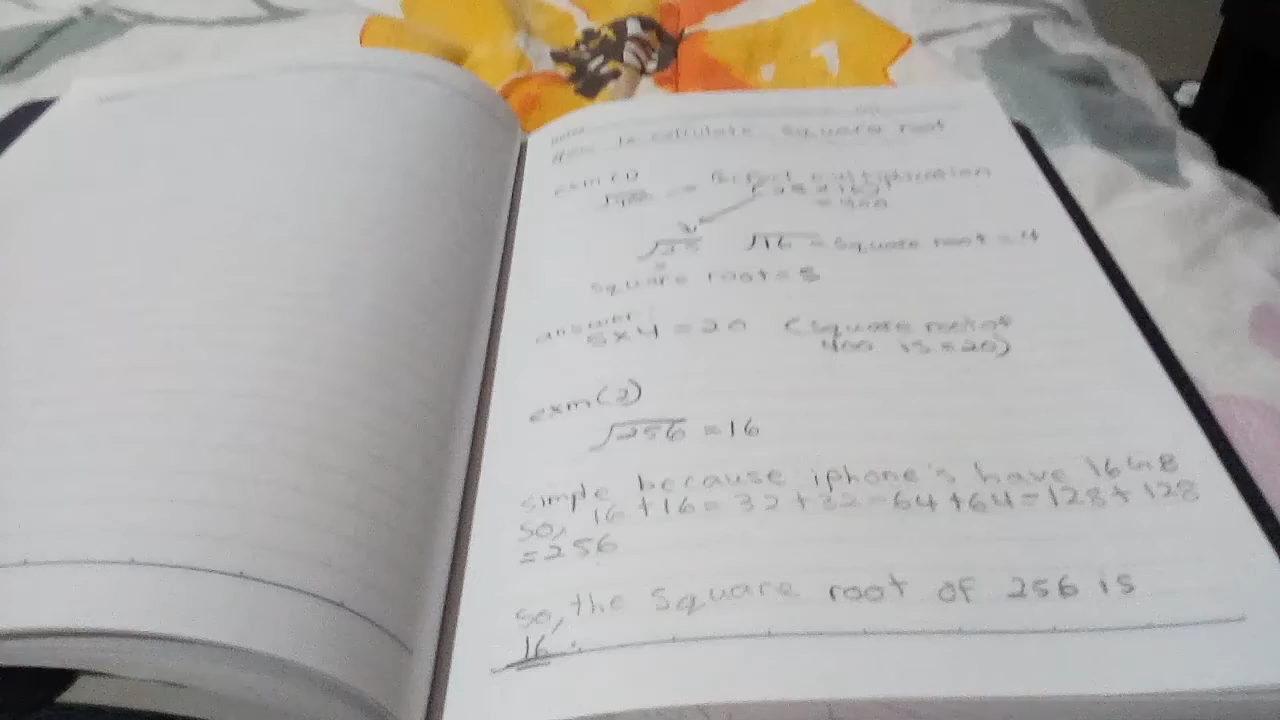 notes
How to calculate square root
exm(1)
√400 => Perfect multiplication
(25×16)
= 400
√25 √16 = square root = 4
=
square root = 5
answer:
5×4 = 20 (square root of
400 is = 20)
exm(2)
√256 = 16
simple because iphone's have 16GB
so, 16+16=32+32=64+64=128+128
=256
so, the square root of 256 is
16.